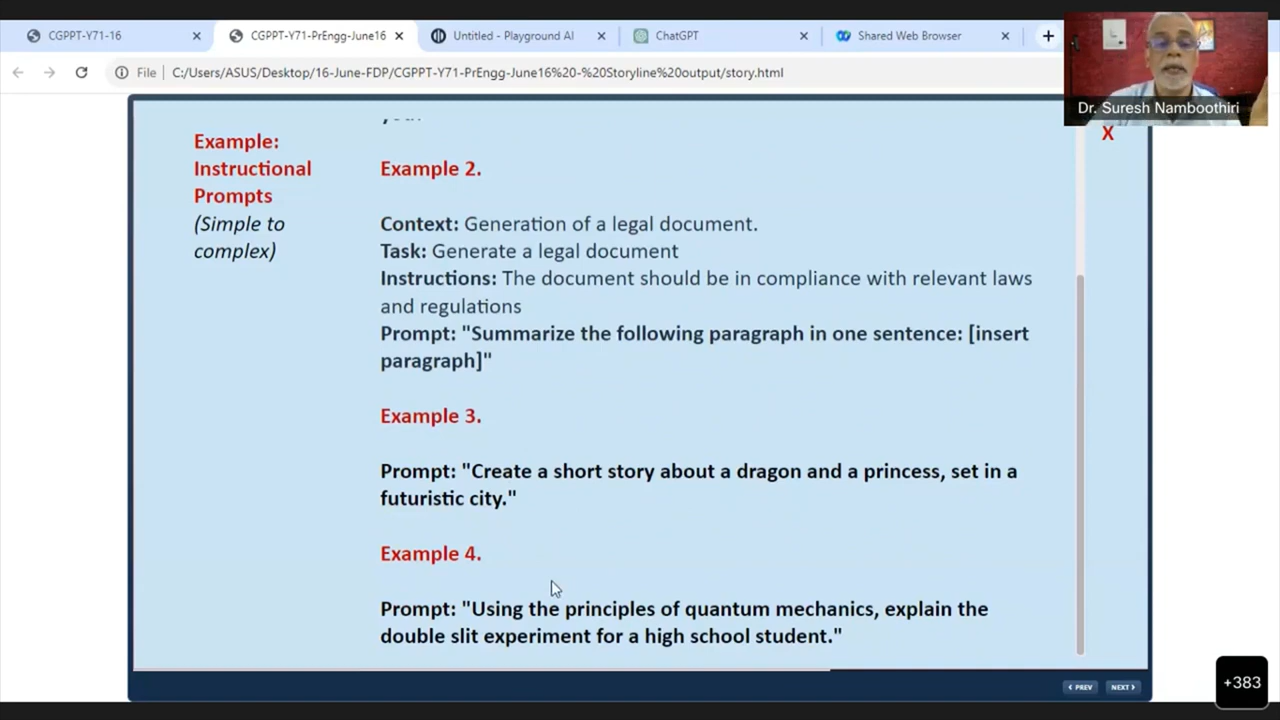 CGPPT-Y71-16
CGPPT-Y71-PrEngg-June16
Untitled - Playground AI
ChatGPT
Shared Web Browser
File
C:/Users/ASUS/Desktop/16-June-FDP/CGPPT-Y71-PrEngg-June16%20-%20Storyline%20output/story.html
Dr. Suresh Namboothiri
X
Example:
Instructional
Prompts
(Simple to
complex)
Example 2.
Context: Generation of a legal document.
Task: Generate a legal document
Instructions: The document should be in compliance with relevant laws
and regulations
Prompt: "Summarize the following paragraph in one sentence: [insert
paragraph]"
Example 3.
Prompt: "Create a short story about a dragon and a princess, set in a
futuristic city."
Example 4.
Prompt: "Using the principles of quantum mechanics, explain the
double slit experiment for a high school student."
PREV
NEXT
+383